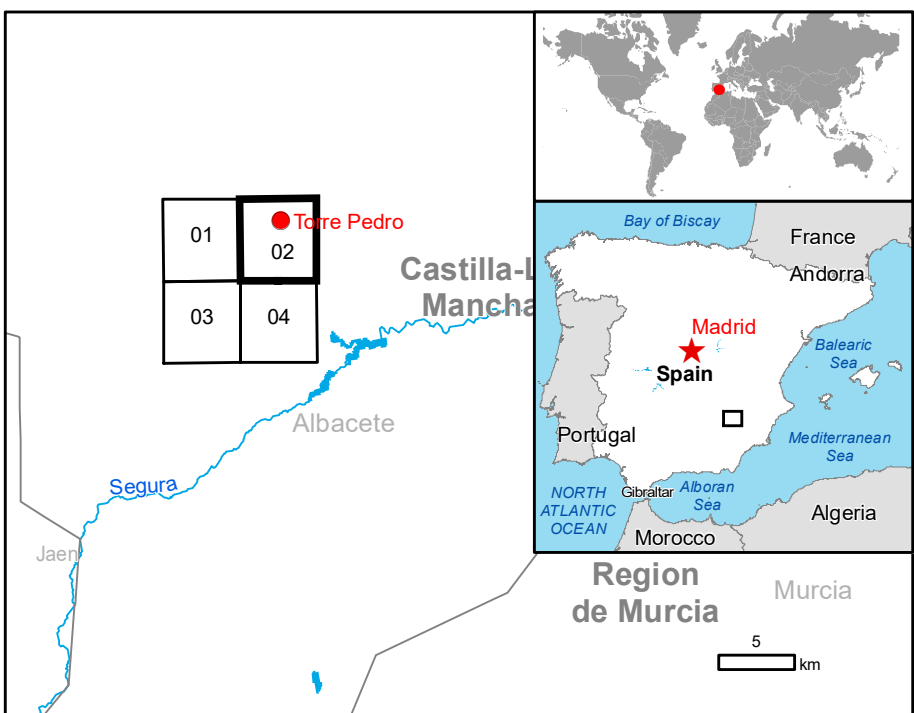 01
Torre Pedro
02
03
04
Castilla-L
Mancha
Albacete
Segura
Jaen
Bay of Biscay
France
Andorra
Madrid
Spain
Balearic
Sea
Portugal
Mediterranean
Sea
NORTH
ATLANTIC
OCEAN
Gibraltar
Alboran
Sea
Algeria
Morocco
Region
de Murcia
Murcia
5
km